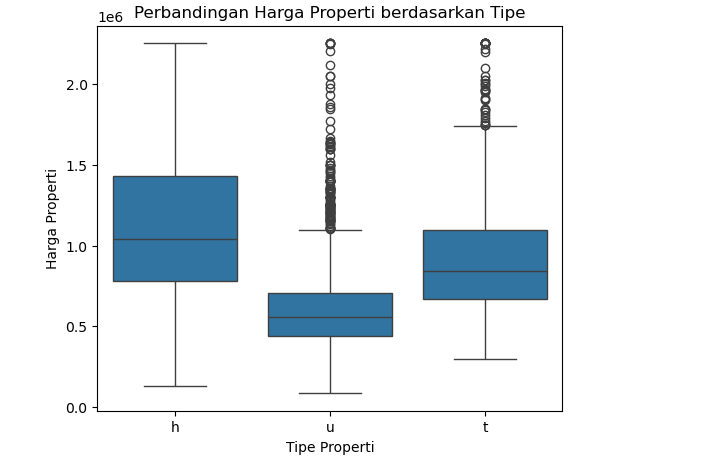 Perbandingan Harga Properti berdasarkan Tipe
1e6
2.0
1.5
1.0
0.5
0.0
Harga Properti
h u t
Tipe Properti